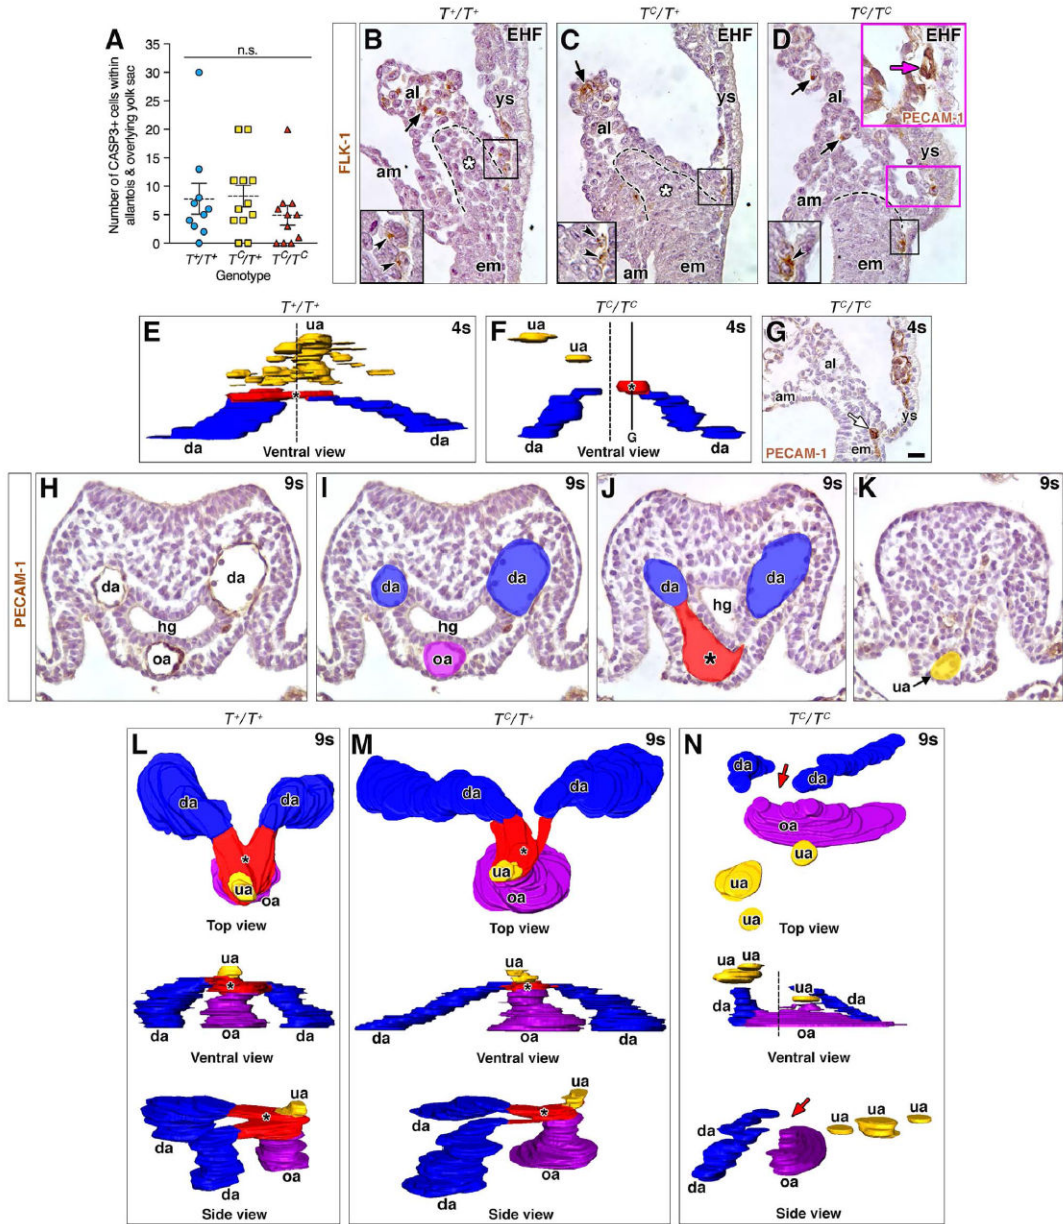 T⁺/T⁺
Tᶜ/T⁺
Tᶜ/Tᶜ
A
n.s.
Number of CASP3+ cells within
allantois & overlying yolk sac
35
30
25
20
15
10
5
0
T⁺/T⁺ Tᶜ/T⁺ Tᶜ/Tᶜ
Genotype
FLK-1
B
EHF
al
ys
*
am
em
C
EHF
al
ys
*
am
em
D
EHF
PECAM-1
al
ys
am
em
T⁺/T⁺
E
ua
4s
*
da
da
Ventral view
Tᶜ/Tᶜ
F
ua
4s
ua
*
da
G
da
Ventral view
Tᶜ/Tᶜ
G
4s
al
am
ys
em
PECAM-1
PECAM-1
H
9s
da
da
hg
oa
I
9s
da
da
hg
oa
J
9s
da
da
hg
*
K
9s
ua
T⁺/T⁺
L
9s
da
da
*
ua
oa
Top view
ua
*
da
oa
da
Ventral view
ua
*
da
oa
Side view
Tᶜ/T⁺
M
9s
da
da
*
ua
oa
Top view
ua
*
da
oa
da
Ventral view
ua
da
*
oa
da
Side view
Tᶜ/Tᶜ
N
9s
da
da
oa
ua
ua
ua
Top view
ua ua
ua
da
da
oa
Ventral view
ua ua ua
da
oa
Side view